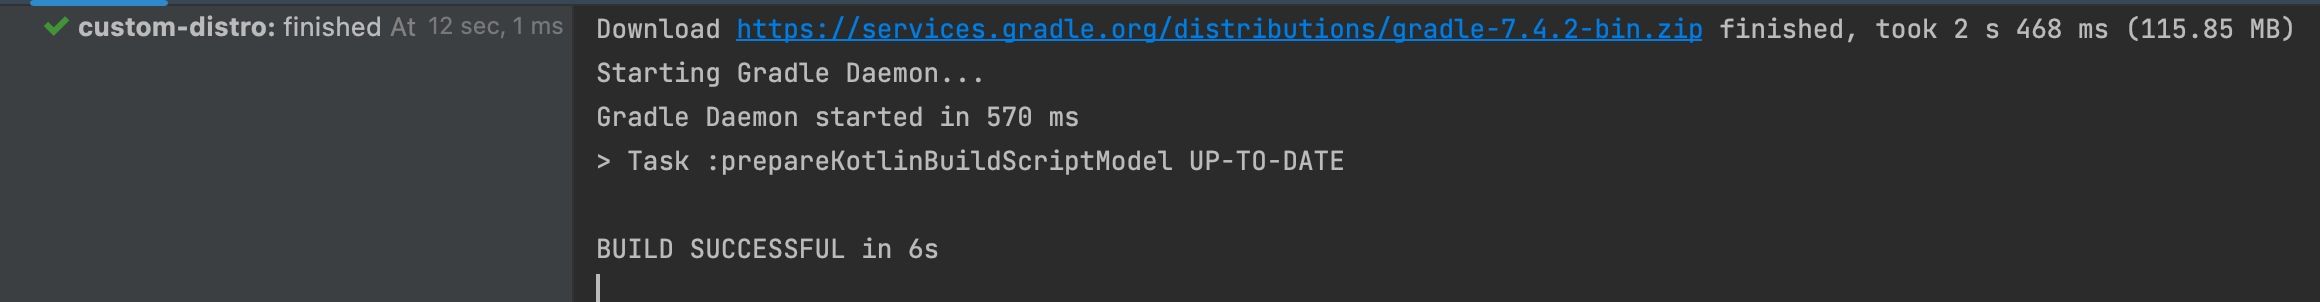 custom-distro: finished At 12 sec, 1 ms
Download https://services.gradle.org/distributions/gradle-7.4.2-bin.zip finished, took 2 s 468 ms (115.85 MB)
Starting Gradle Daemon...
Gradle Daemon started in 570 ms
> Task :prepareKotlinBuildScriptModel UP-TO-DATE
BUILD SUCCESSFUL in 6s